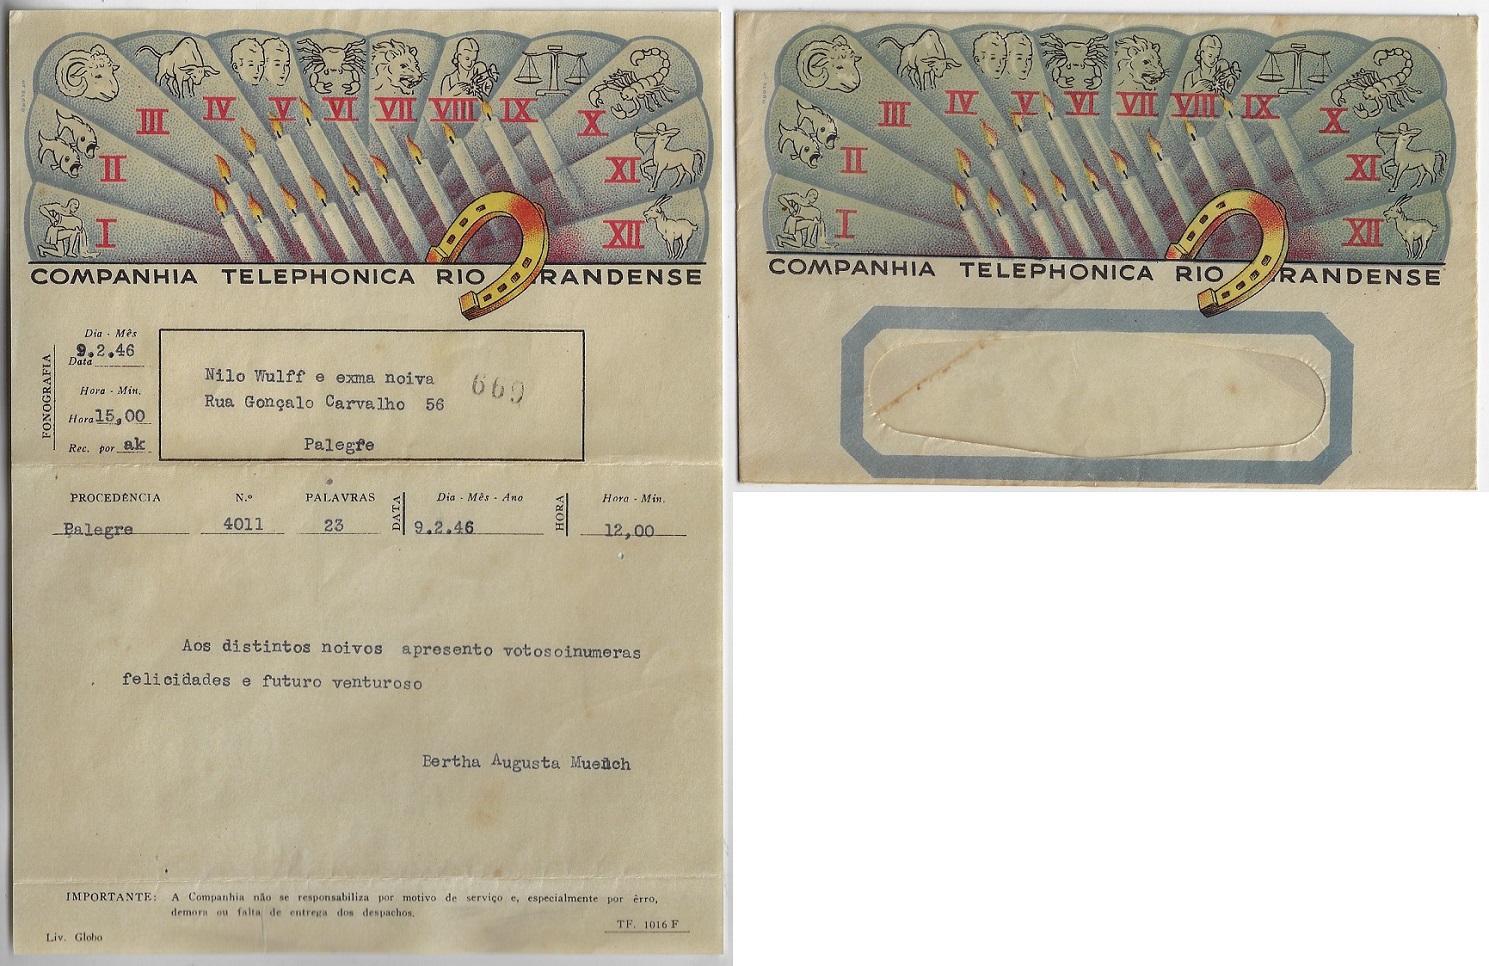 III IV V VI VII VIII IX X
II XI
I XII
COMPANHIA TELEPHONICA RIO RANDENSE
FONOGRAFIA
Dia - Mês
9.2.46
Data
Hora - Min.
Hora 15,00
Rec. por ak
Nilo Wulff e exma noiva
669
Rua Gonçalo Carvalho 56
Palegre
PROCEDÊNCIA N.º PALAVRAS DATA Dia - Mês - Ano HORA Hora - Min.
Palegre 4011 23 9.2.46 12,00
Aos distintos noivos apresento votosoinumeras
felicidades e futuro venturoso
Bertha Augusta Muench
IMPORTANTE: A Companhia não se responsabiliza por motivo de serviço e, especialmente por êrro,
demora ou falta de entrega dos despachos.
TF. 1016 F
Liv. Globo
III IV V VI VII VIII IX X
II XI
I XII
COMPANHIA TELEPHONICA RIO RANDENSE